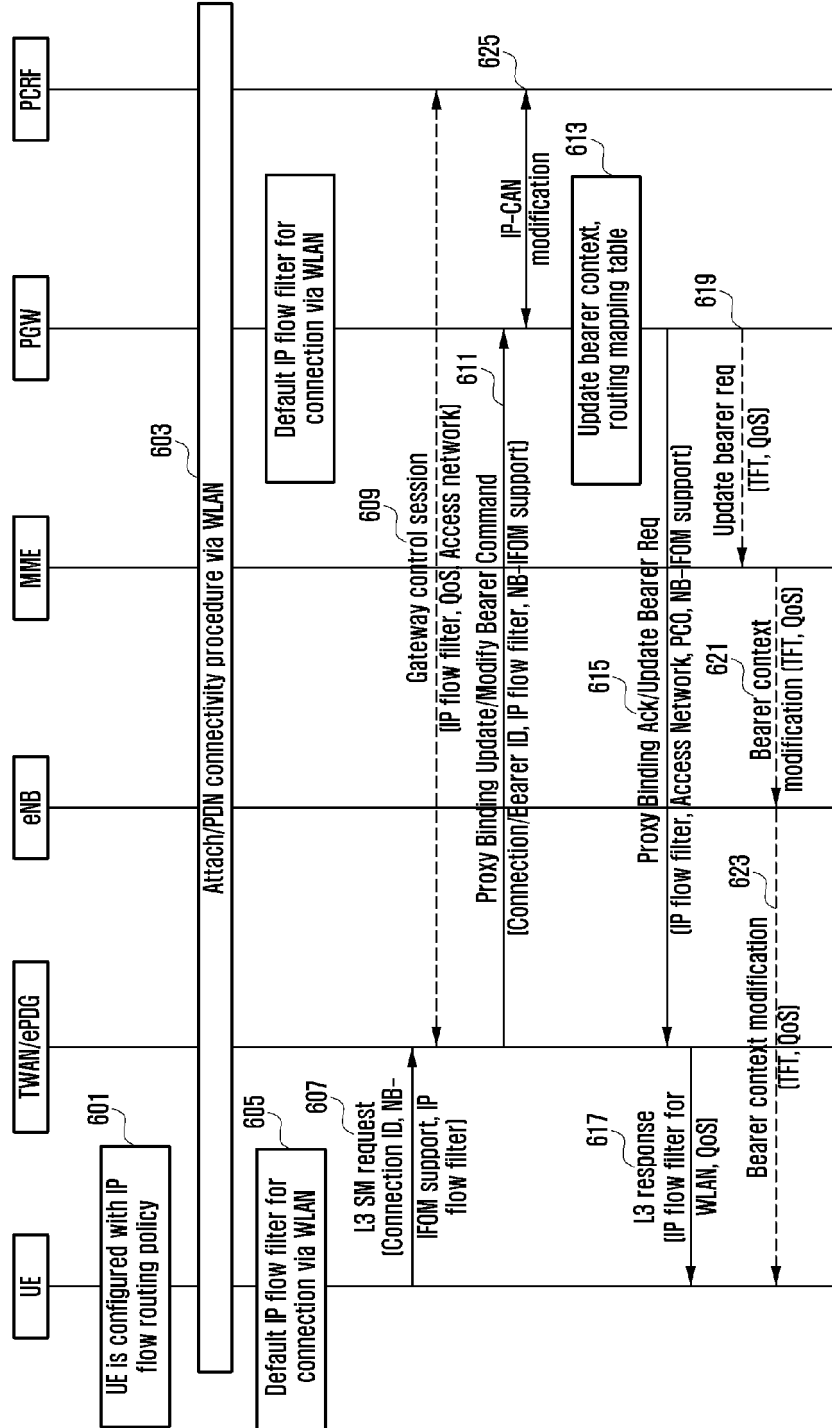 UE
TWAN/ePDG
eNB
MME
PGW
PCRF
601
UE is configured with IP
flow routing policy
603
Attach/PDN connectivity procedure via WLAN
605
Default IP flow filter for
connection via WLAN
Default IP flow filter for
connection via WLAN
607
L3 SM request
(Connection ID, NB-
IFOM support, IP
flow filter)
609
Gateway control session
(IP flow filter, QoS, Access network)
611
Proxy Binding Update/Modify Bearer Command
(Connection/Bearer ID, IP flow filter, NB-IFOM support)
625
IP-CAN
modification
613
Update bearer context,
routing mapping table
615
Proxy Binding Ack/Update Bearer Req
(IP flow filter, Access Network, PCO, NB-IFOM support)
617
L3 response
(IP flow filter for
WLAN, QoS)
619
Update bearer req
(TFT, QoS)
621
Bearer context
modification (TFT, QoS)
623
Bearer context modification
(TFT, QoS)